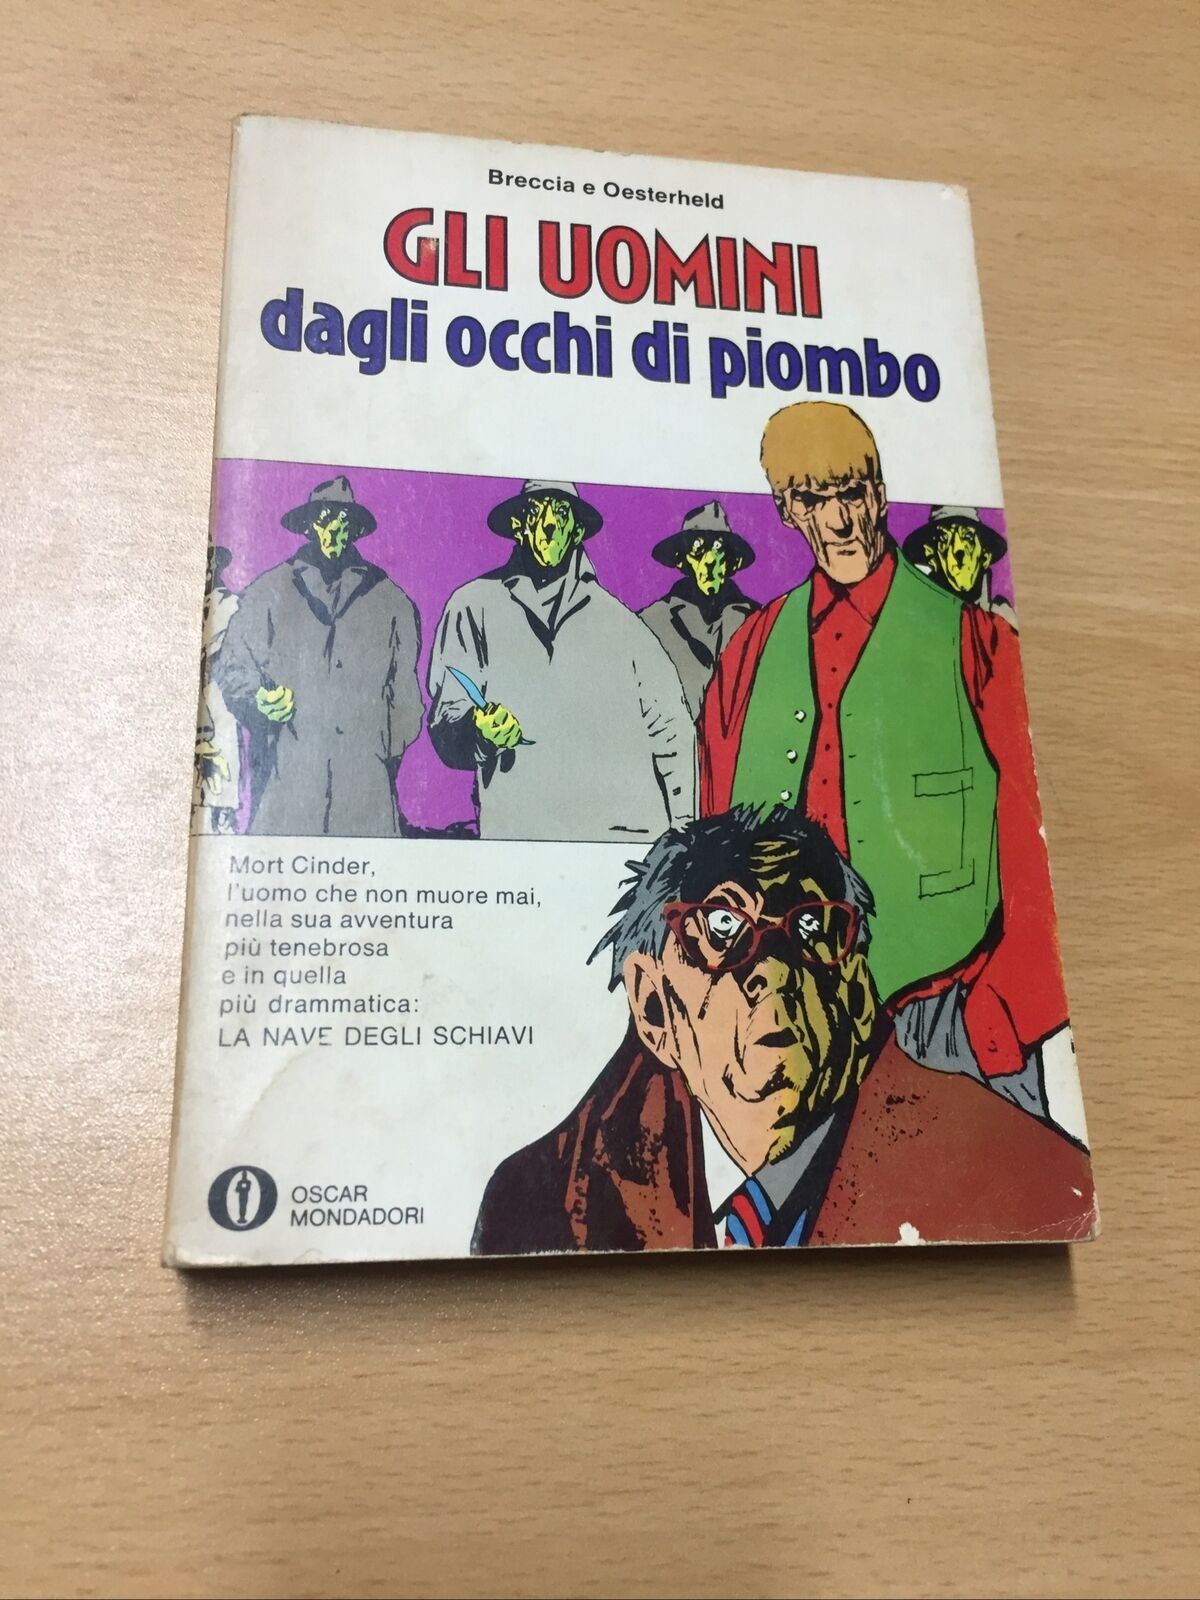 Breccia e Oesterheld
GLI UOMINI
dagli occhi di piombo
Mort Cinder,
l'uomo che non muore mai,
nella sua avventura
più tenebrosa
e in quella
più drammatica:
LA NAVE DEGLI SCHIAVI
OSCAR
MONDADORI